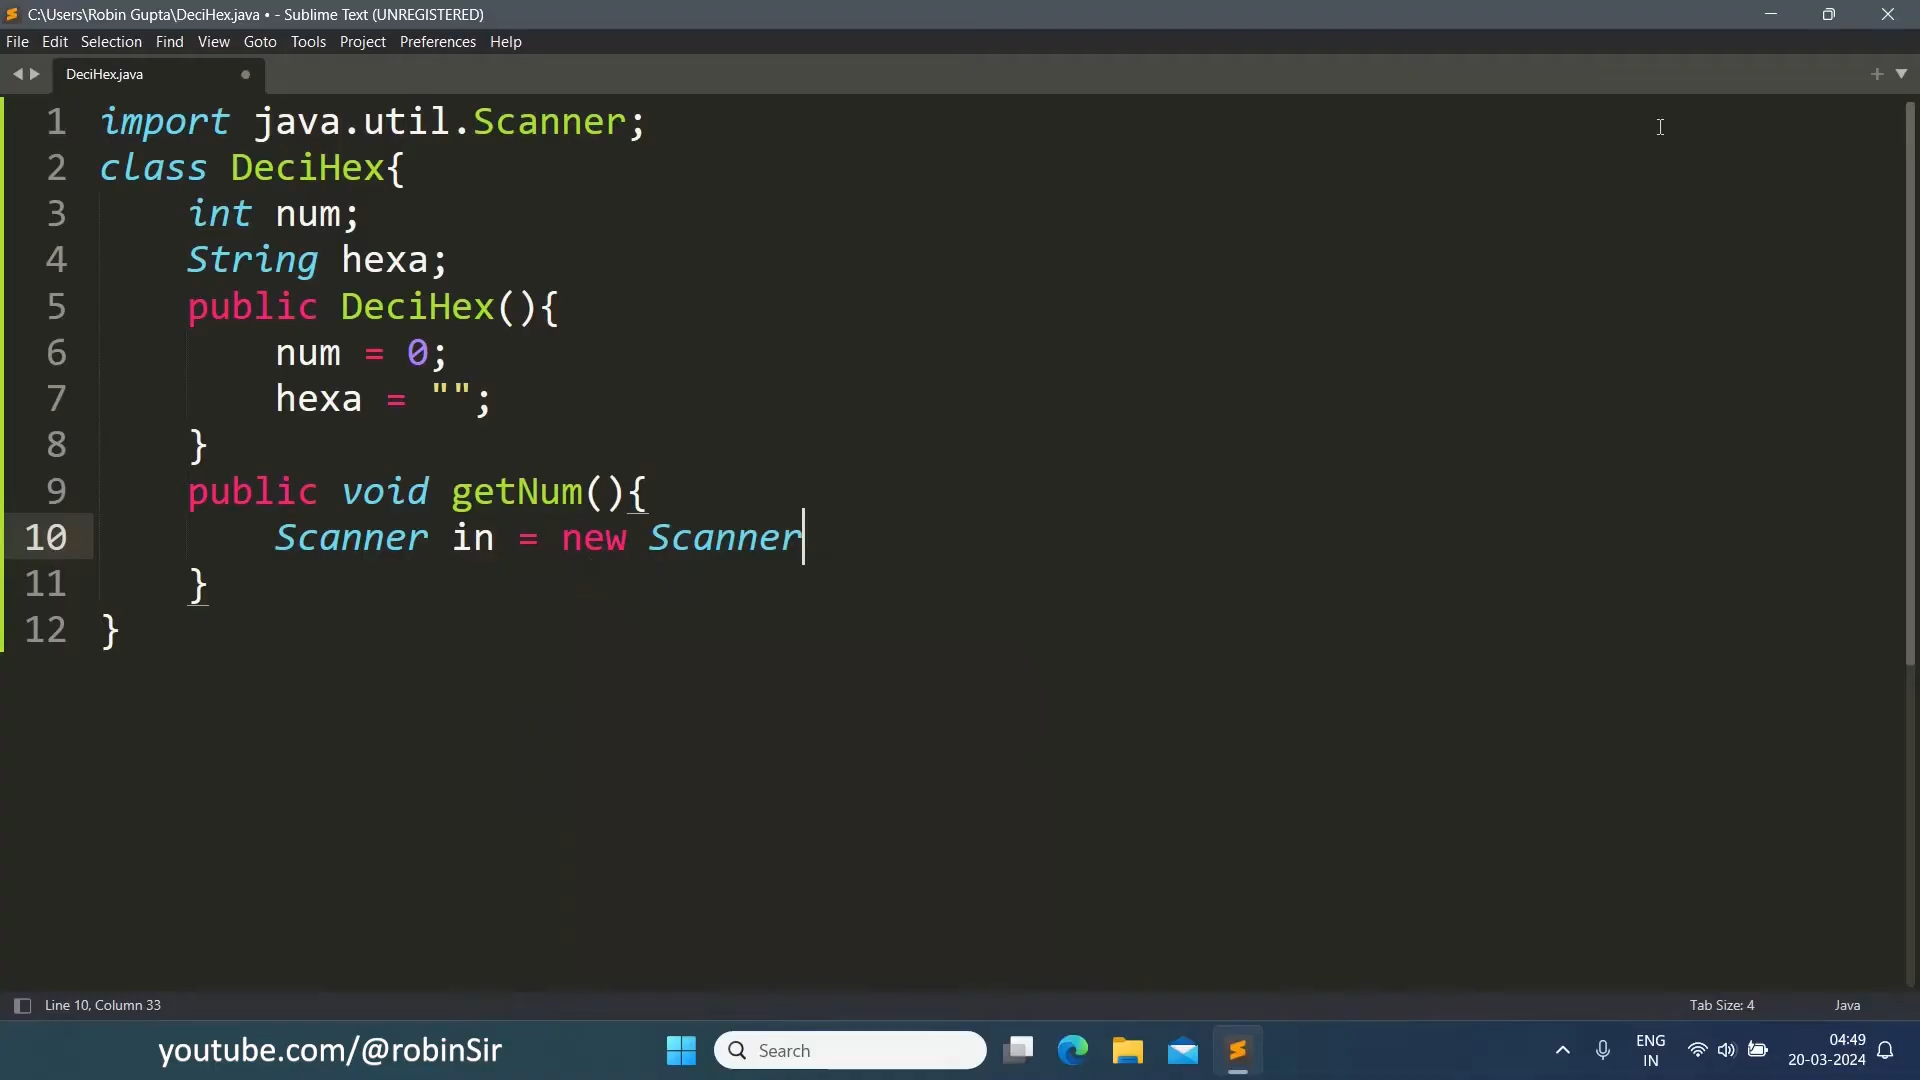 C:\Users\Robin Gupta\DeciHex.java • - Sublime Text (UNREGISTERED)
File Edit Selection Find View Goto Tools Project Preferences Help
DeciHex.java
1 import java.util.Scanner;
2 class DeciHex{
3 int num;
4 String hexa;
5 public DeciHex(){
6 num = 0;
7 hexa = "";
8 }
9 public void getNum(){
10 Scanner in = new Scanner
11 }
12 }
Line 10, Column 33 Tab Size: 4 Java
youtube.com/@robinSir
Search
ENG
IN
04:49
20-03-2024